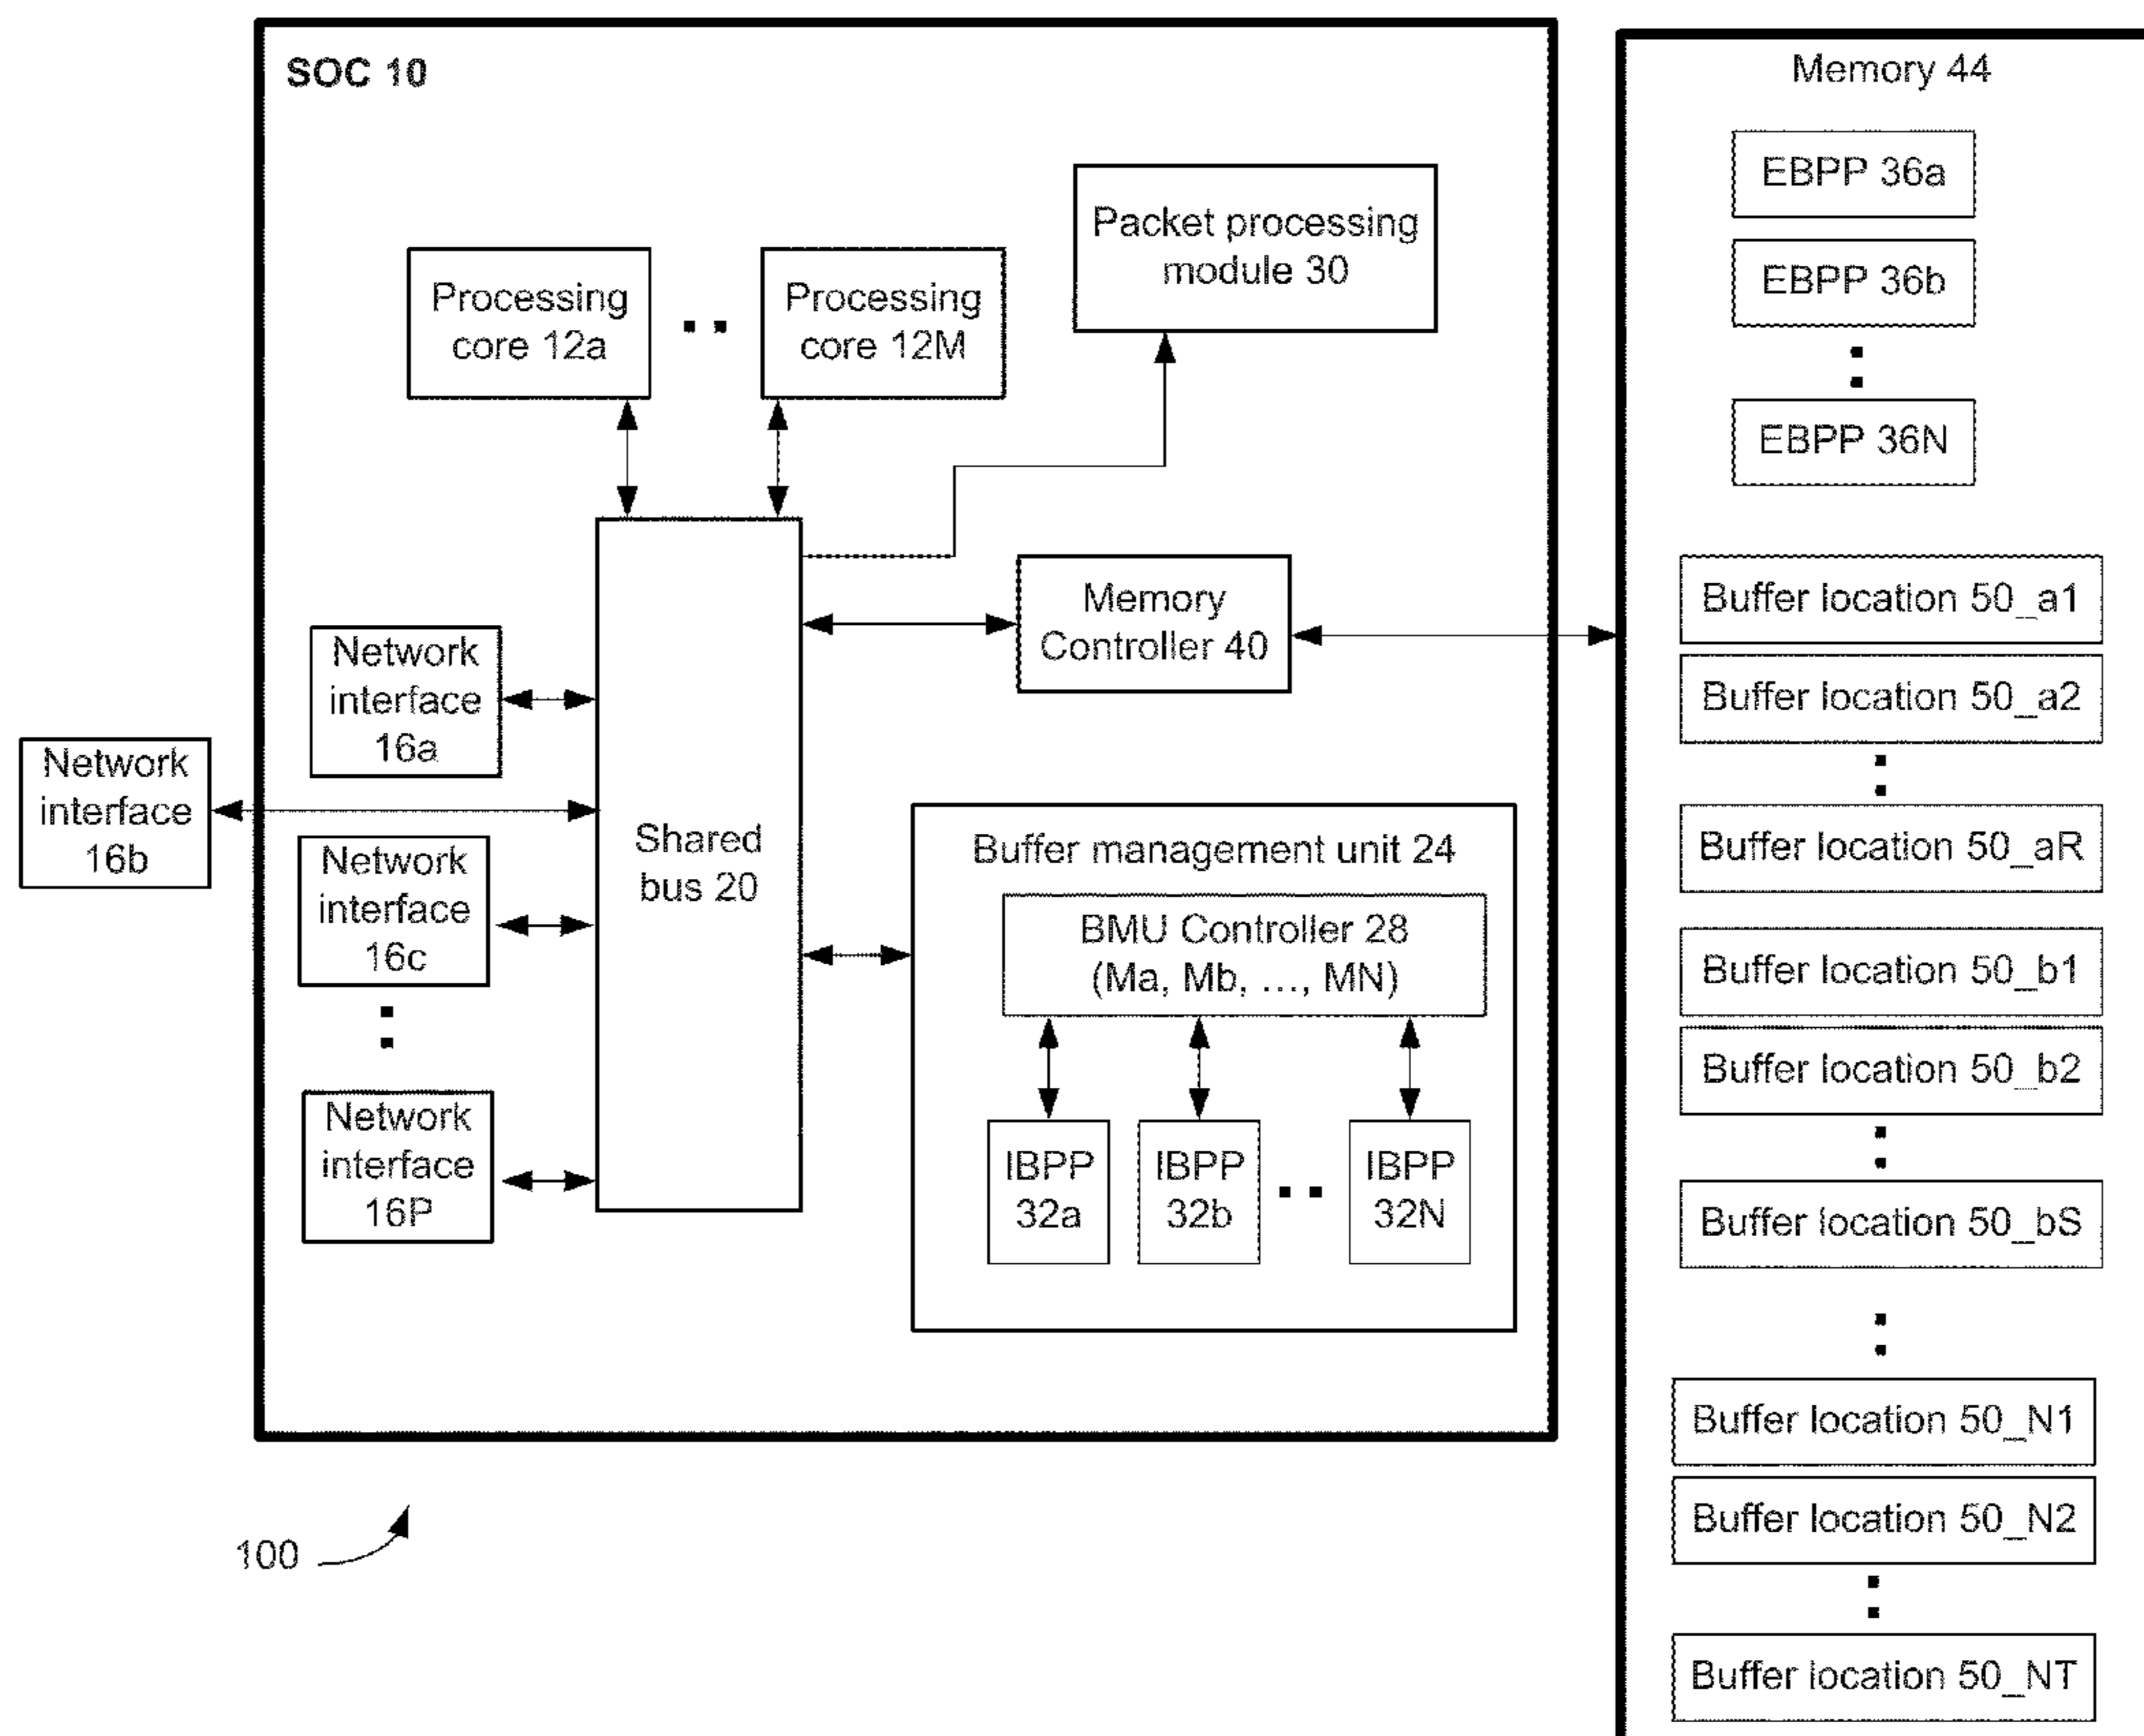 SOC 10
Processing
core 12a
Processing
core 12M
Packet processing
module 30
Memory
Controller 40
Network
interface
16a
Network
interface
16b
Network
interface
16c
Network
interface
16P
Shared
bus 20
Buffer management unit 24
BMU Controller 28
(Ma, Mb, ..., MN)
IBPP
32a
IBPP
32b
IBPP
32N
100
Memory 44
EBPP 36a
EBPP 36b
EBPP 36N
Buffer location 50_a1
Buffer location 50_a2
Buffer location 50_aR
Buffer location 50_b1
Buffer location 50_b2
Buffer location 50_bS
Buffer location 50_N1
Buffer location 50_N2
Buffer location 50_NT